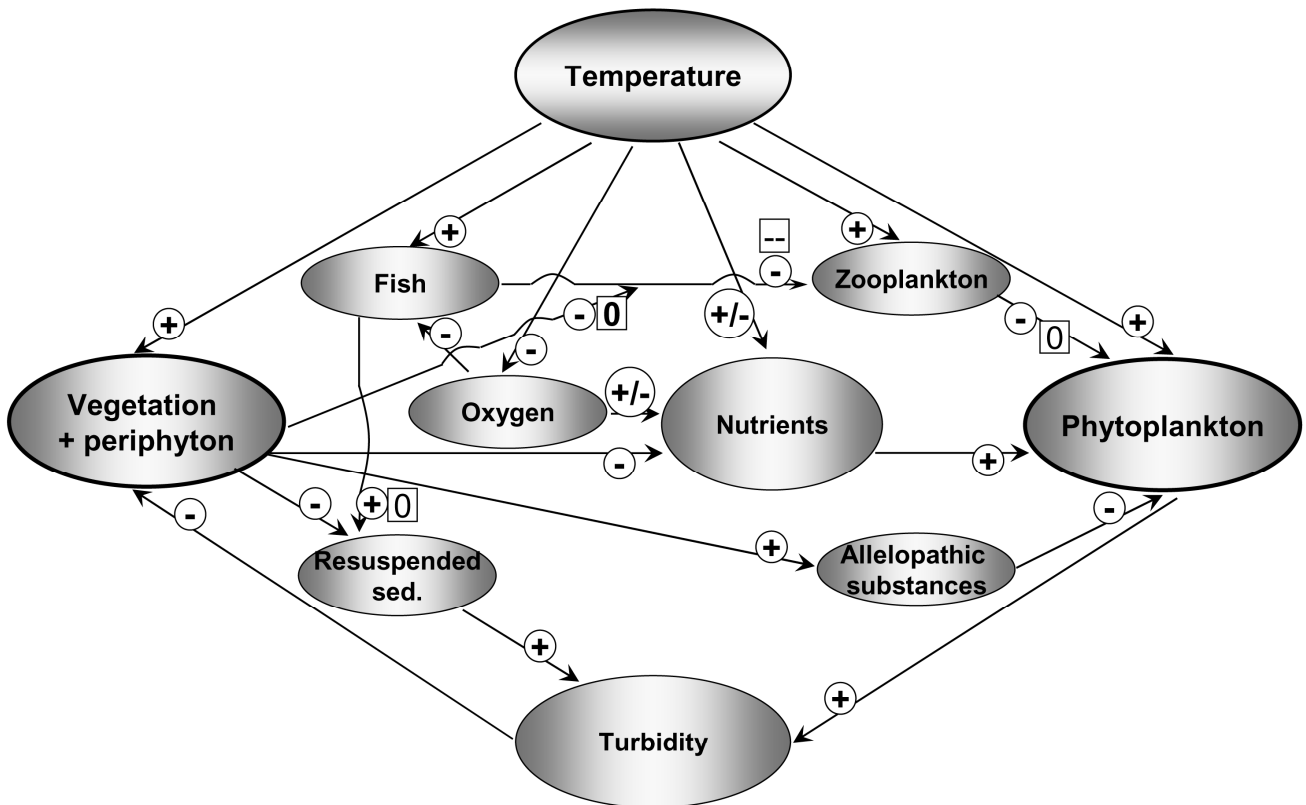 Temperature
+
+
--
+
-
Fish
Zooplankton
- 0
+/-
- 0
+
+
-
-
Vegetation
+ periphyton
Oxygen
+/-
Nutrients
Phytoplankton
-
+
-
-
+ 0
-
+
Allelopathic
substances
Resuspended
sed.
+
+
Turbidity